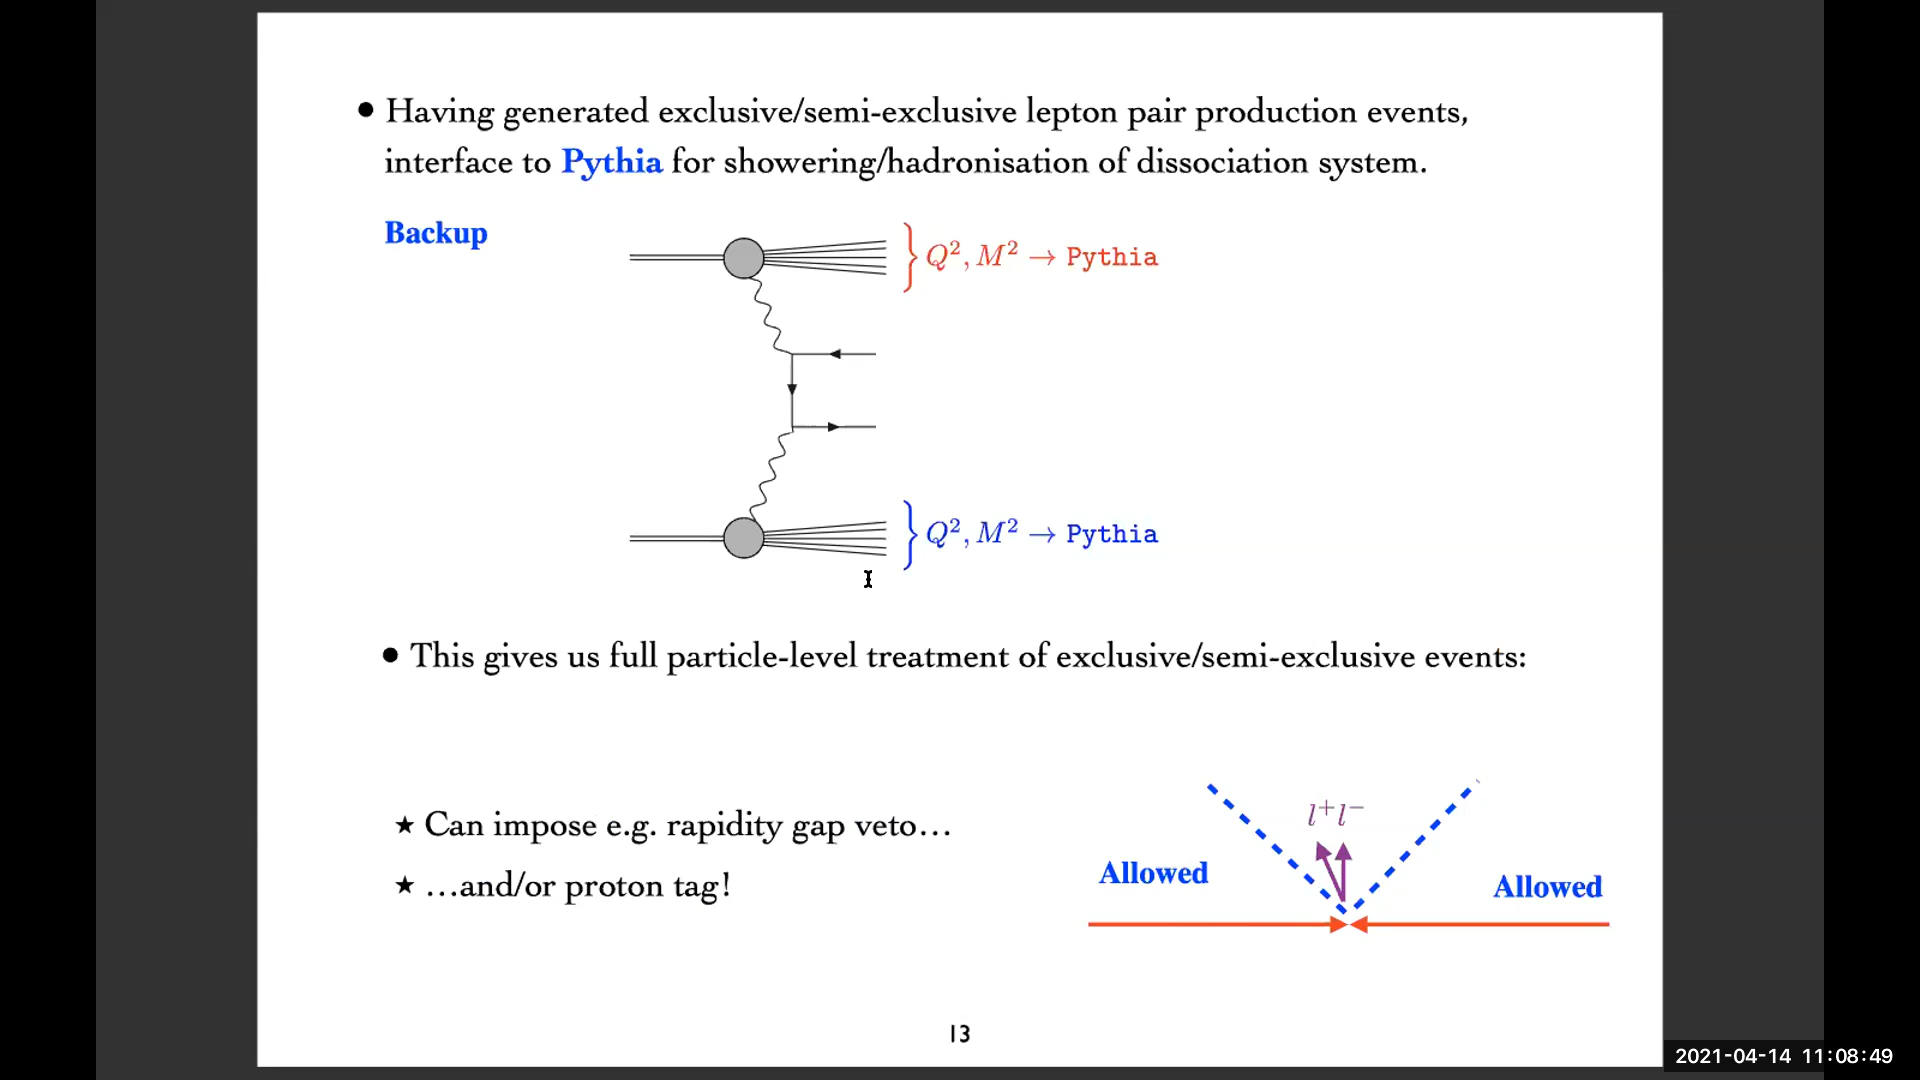 ● Having generated exclusive/semi-exclusive lepton pair production events,
interface to Pythia for showering/hadronisation of dissociation system.
Backup
} Q², M² → Pythia
} Q², M² → Pythia
● This gives us full particle-level treatment of exclusive/semi-exclusive events:
l⁺l⁻
★ Can impose e.g. rapidity gap veto…
★ …and/or proton tag!
Allowed
Allowed
13
2021-04-14 11:08:49